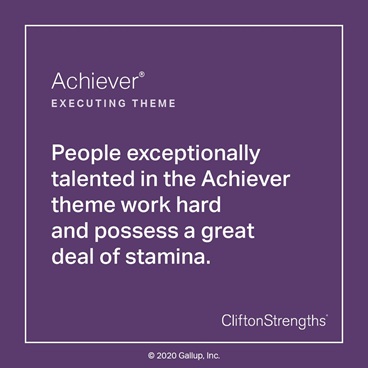 Achiever®
EXECUTING THEME
People exceptionally
talented in the Achiever
theme work hard
and possess a great
deal of stamina.
CliftonStrengths®
© 2020 Gallup, Inc.